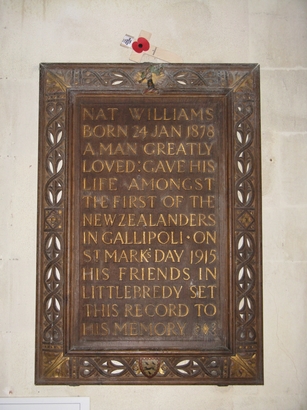 NAT. WILLIAMS
BORN 24 JAN 1878
A MAN GREATLY
LOVED: GAVE HIS
LIFE AMONGST
THE FIRST OF THE
NEW ZEALANDERS
IN GALLIPOLI · ON
ST MARK'S DAY 1915
HIS FRIENDS IN
LITTLEBREDY SET
THIS RECORD TO
HIS MEMORY